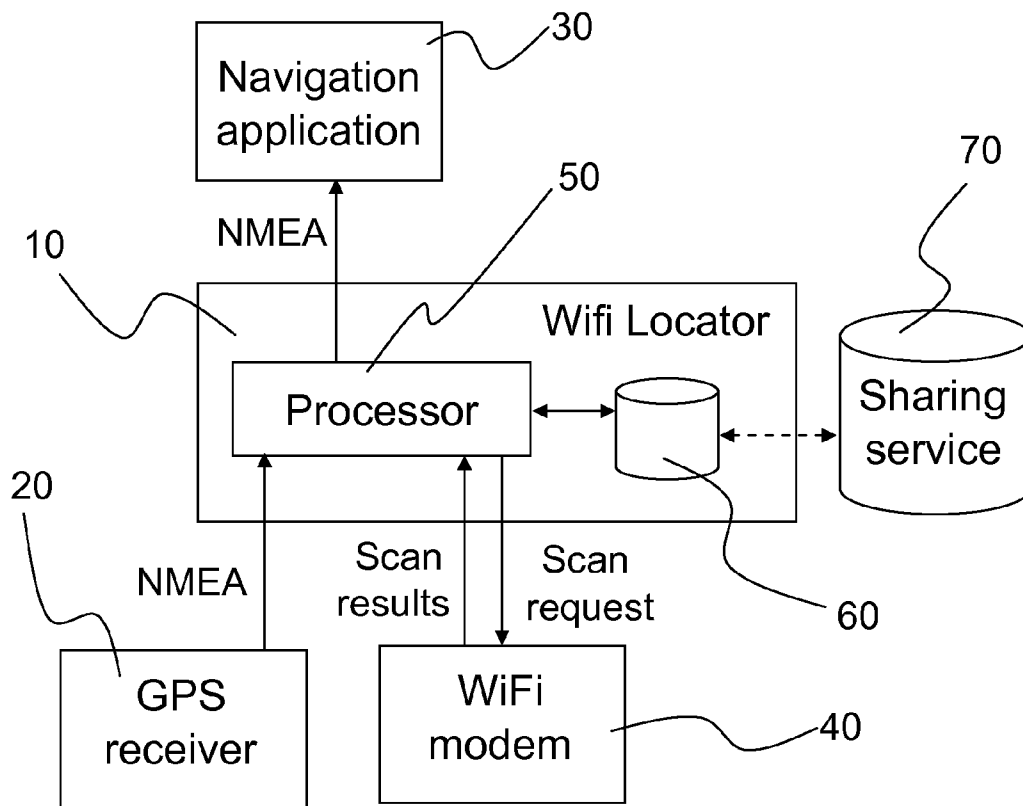 30
Navigation
application
50
70
NMEA
10
Wifi Locator
Processor
Sharing
service
20
NMEA
Scan
results
Scan
request
60
GPS
receiver
WiFi
modem
40